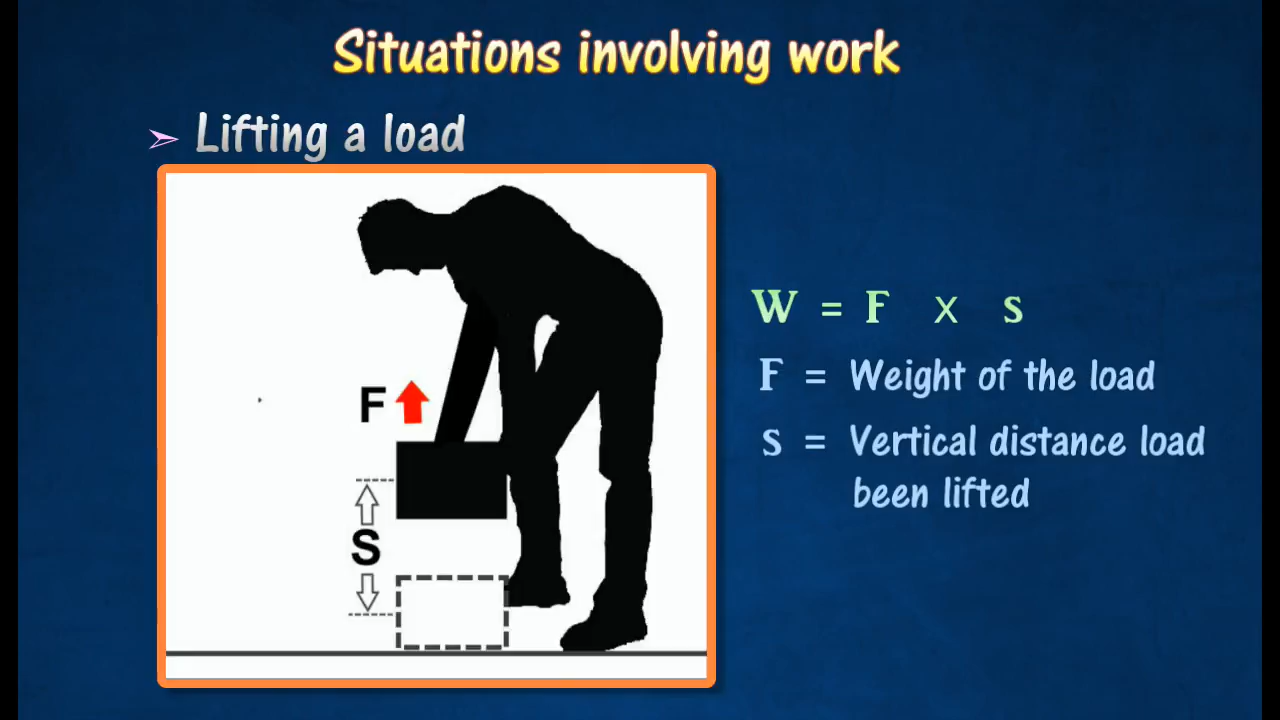 Situations involving work
➢ Lifting a load
F
S
W = F x s
F = Weight of the load
s = Vertical distance load
been lifted